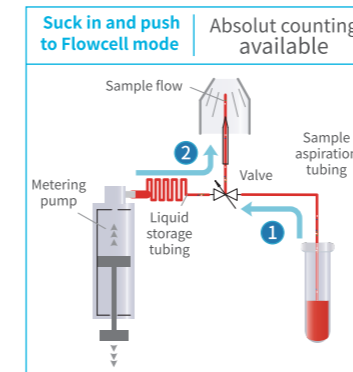 Suck in and push
to Flowcell mode
Absolut counting
available
Sample flow
2
Sample
aspiration
tubing
Valve
Metering
pump
Liquid
storage
tubing
1